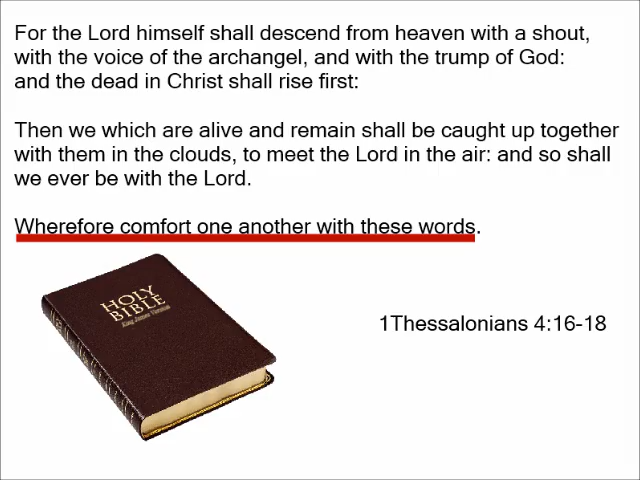 For the Lord himself shall descend from heaven with a shout,
with the voice of the archangel, and with the trump of God:
and the dead in Christ shall rise first:
Then we which are alive and remain shall be caught up together
with them in the clouds, to meet the Lord in the air: and so shall
we ever be with the Lord.
Wherefore comfort one another with these words.
HOLY
BIBLE
King James Version
1Thessalonians 4:16-18